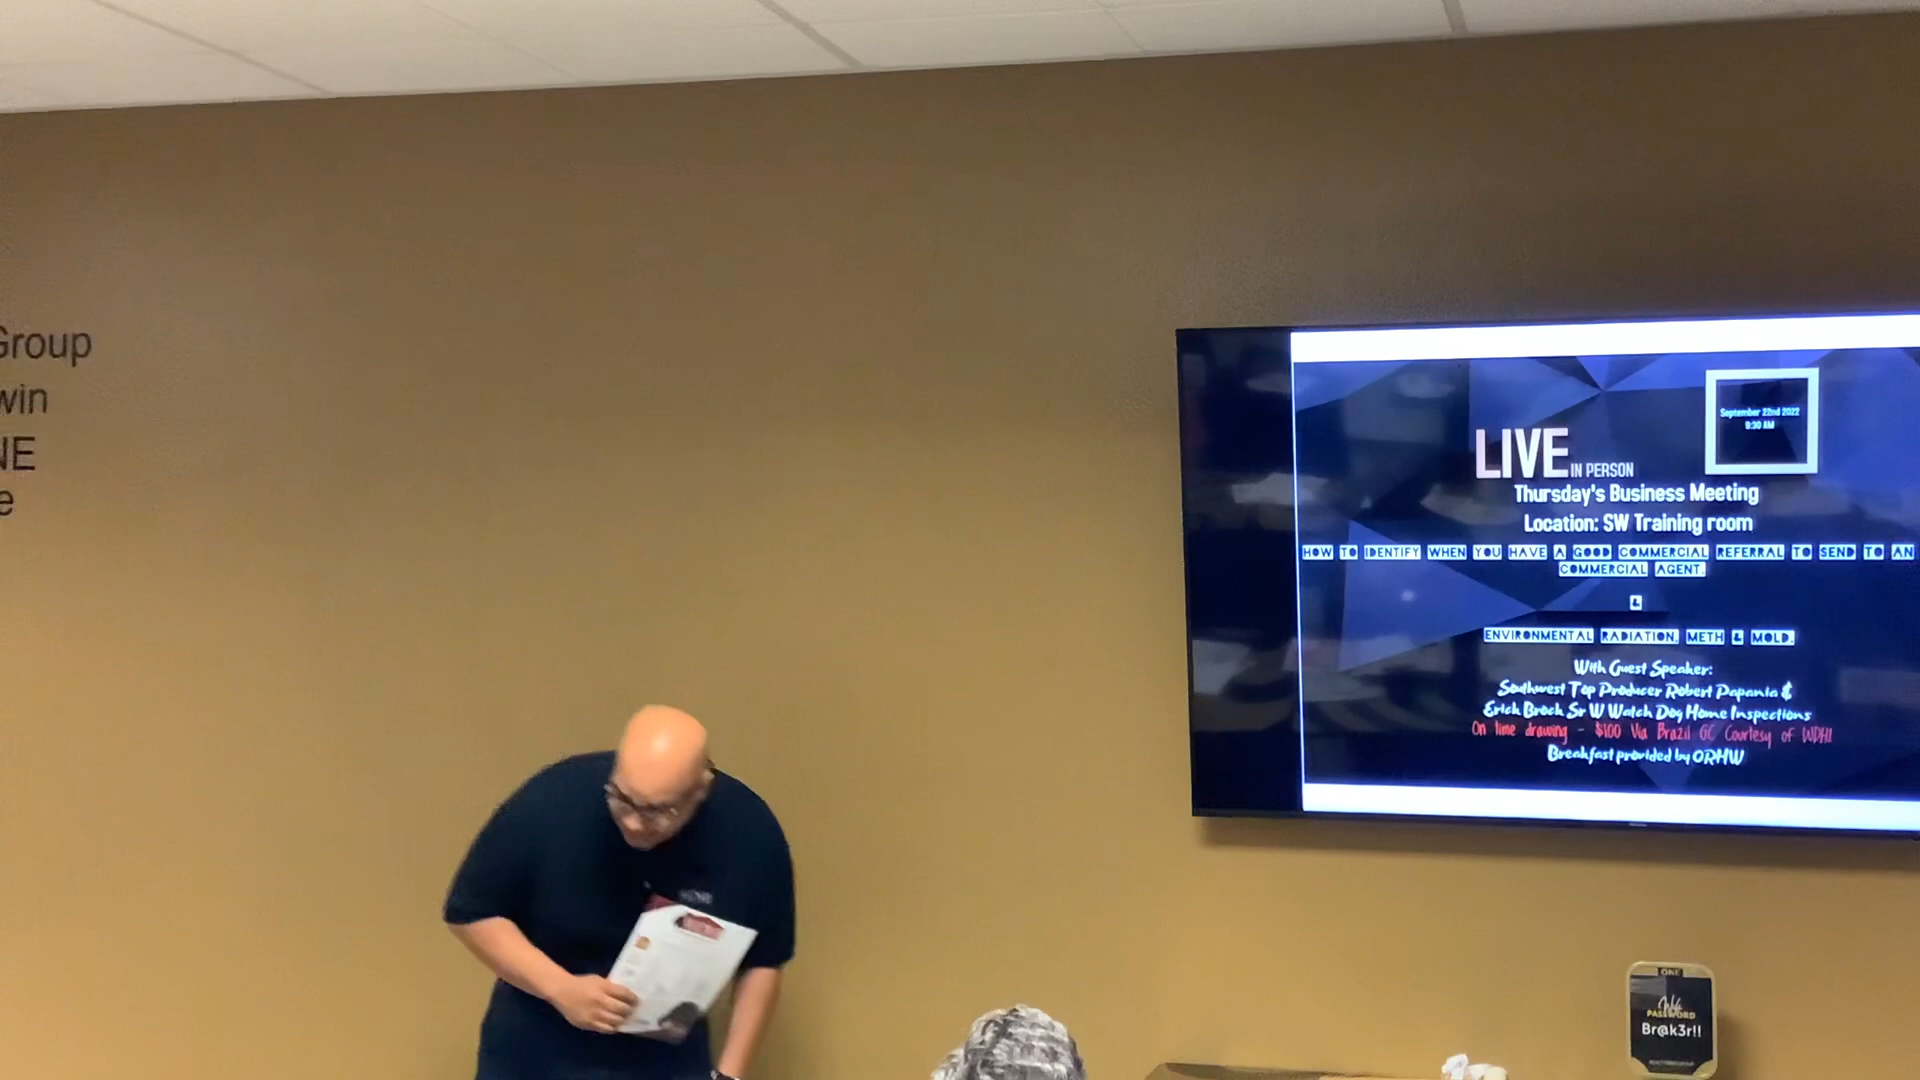 Group
win
NE
e
September 22nd 2022
9:30 AM
LIVE IN PERSON
Thursday's Business Meeting
Location: SW Training room
HOW TO IDENTIFY WHEN YOU HAVE A GOOD COMMERCIAL REFERRAL TO SEND TO AN
COMMERCIAL AGENT.
&
ENVIRONMENTAL RADIATION, METH & MOLD.
With Guest Speaker:
Southwest Top Producer Robert Papania &
Erich Broch Sr W Watch Dog Home Inspections
On time drawing - $100 Via Brazil GC Courtesy of WDHI
Breakfast provided by ORHW
ONE
Wifi
PASSWORD
Br@k3r!!